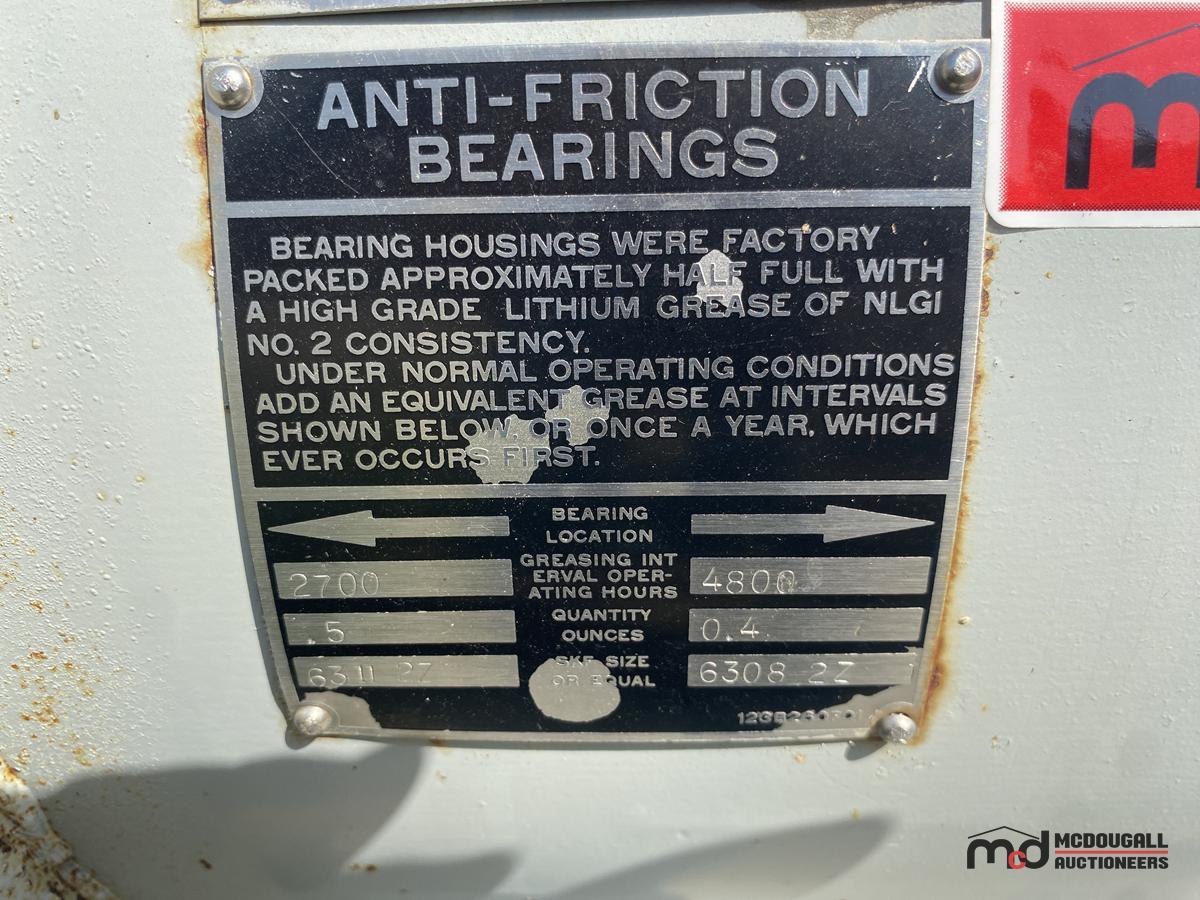 ANTI-FRICTION
BEARINGS
BEARING HOUSINGS WERE FACTORY
PACKED APPROXIMATELY HALF FULL WITH
A HIGH GRADE LITHIUM GREASE OF NLGI
NO. 2 CONSISTENCY.
UNDER NORMAL OPERATING CONDITIONS
ADD AN EQUIVALENT GREASE AT INTERVALS
SHOWN BELOW, OR ONCE A YEAR, WHICH
EVER OCCURS FIRST.
BEARING
LOCATION
2700 GREASING INT
ERVAL OPER-
ATING HOURS 4800
.5 QUANTITY
OUNCES 0.4
6311 2Z SKF SIZE
OR EQUAL 6308 2Z
mcd MCDOUGALL
AUCTIONEERS